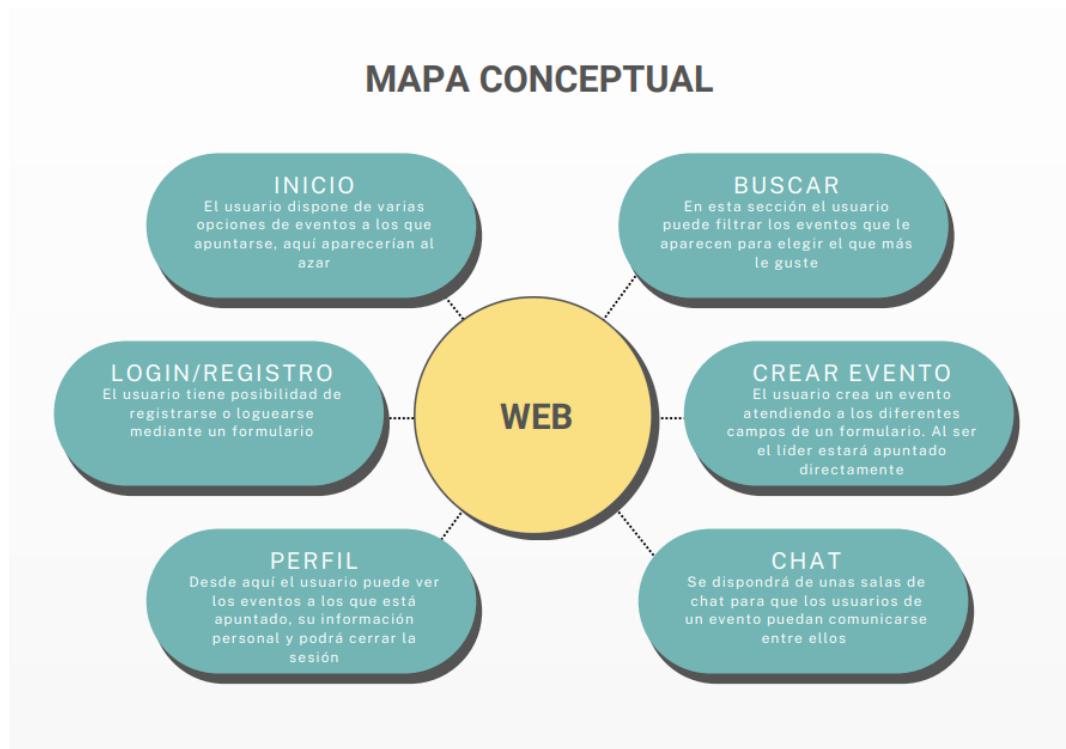 MAPA CONCEPTUAL
INICIO
El usuario dispone de varias
opciones de eventos a los que
apuntarse, aquí aparecerían al
azar
BUSCAR
En esta sección el usuario
puede filtrar los eventos que le
aparecen para elegir el que más
le guste
LOGIN/REGISTRO
El usuario tiene posibilidad de
registrarse o loguearse
mediante un formulario
WEB
CREAR EVENTO
El usuario crea un evento
atendiendo a los diferentes
campos de un formulario. Al ser
el líder estará apuntado
directamente
PERFIL
Desde aquí el usuario puede ver
los eventos a los que está
apuntado, su información
personal y podrá cerrar la
sesión
CHAT
Se dispondrá de unas salas de
chat para que los usuarios de
un evento puedan comunicarse
entre ellos